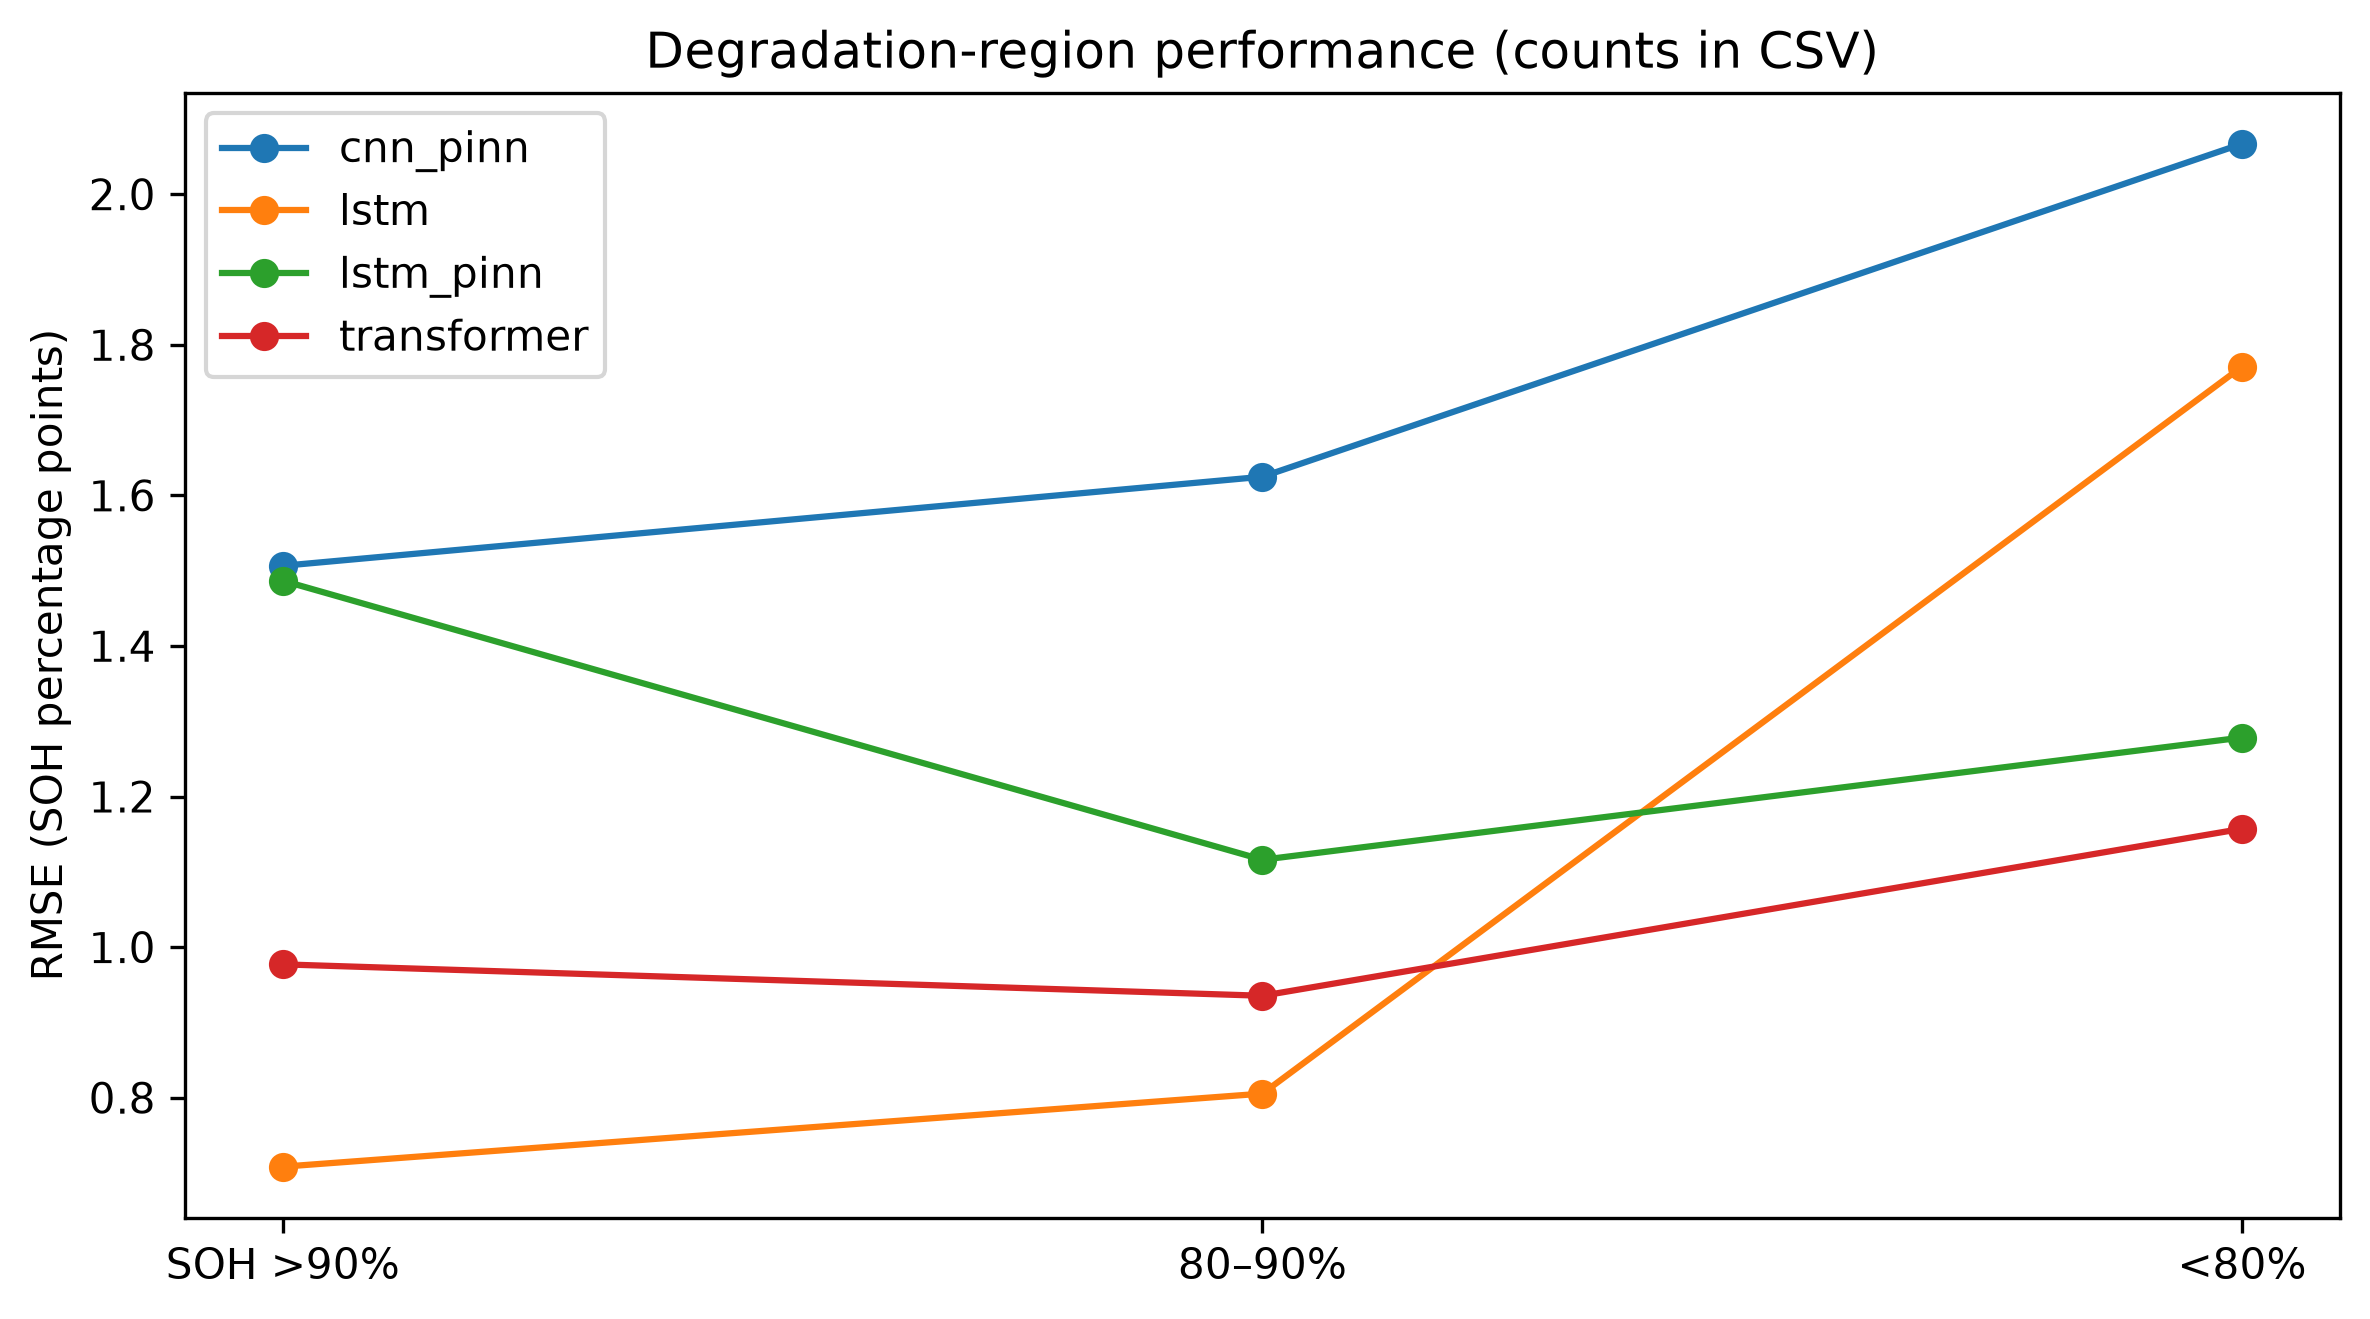 Degradation-region performance (counts in CSV)
cnn_pinn
lstm
lstm_pinn
transformer
RMSE (SOH percentage points)
2.0
1.8
1.6
1.4
1.2
1.0
0.8
SOH >90%
80–90%
<80%